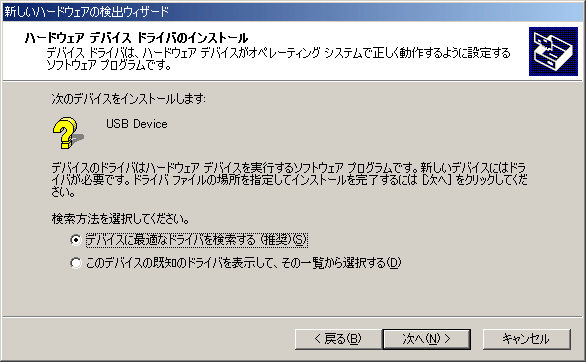 新しいハードウェアの検出ウィザード
ハードウェア デバイス ドライバのインストール
デバイス ドライバは、ハードウェア デバイスがオペレーティング システムで正しく動作するように設定する
ソフトウェア プログラムです。
次のデバイスをインストールします:
USB Device
デバイスのドライバはハードウェア デバイスを実行するソフトウェア プログラムです。新しいデバイスにはドラ
イバが必要です。ドライバ ファイルの場所を指定してインストールを完了するには [次へ] をクリックしてくだ
さい。
検索方法を選択してください。
デバイスに最適なドライバを検索する (推奨)(S)
このデバイスの既知のドライバを表示して、その一覧から選択する(D)
< 戻る(B)
次へ(N) >
キャンセル